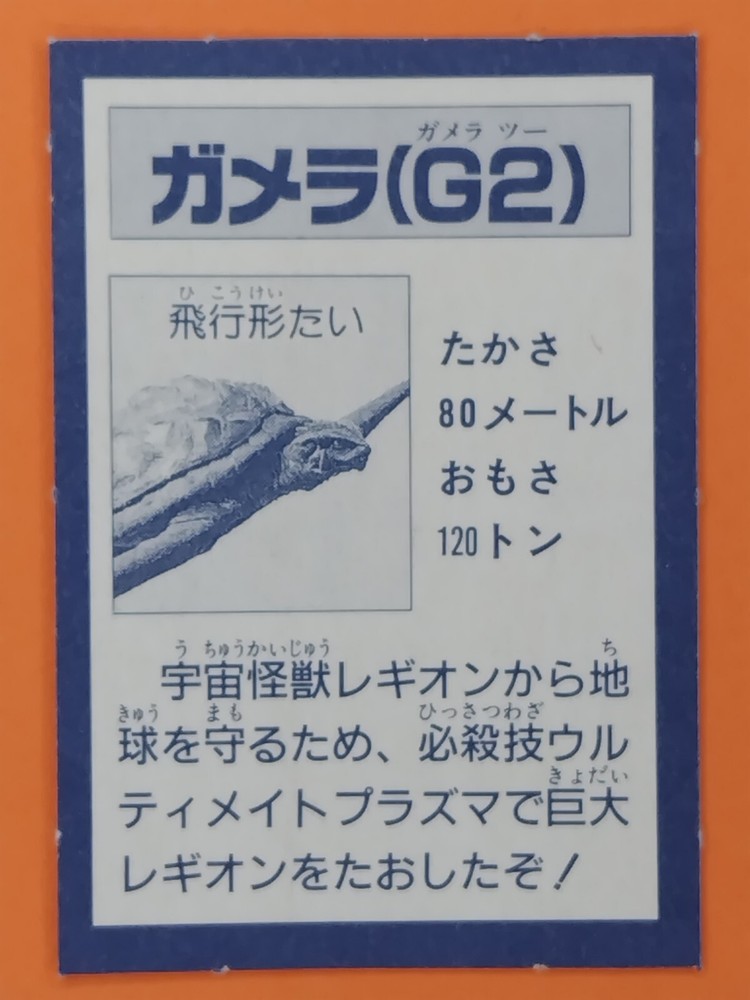 ガメラ ツー
ガメラ(G2)
ひ こうけい
飛行形たい
たかさ
80メートル
おもさ
120トン
う ちゅうかいじゅう ち
宇宙怪獣レギオンから地
きゅう まも ひっさつわざ
球を守るため、必殺技ウル
きょだい
ティメイトプラズマで巨大
レギオンをたおしたぞ!